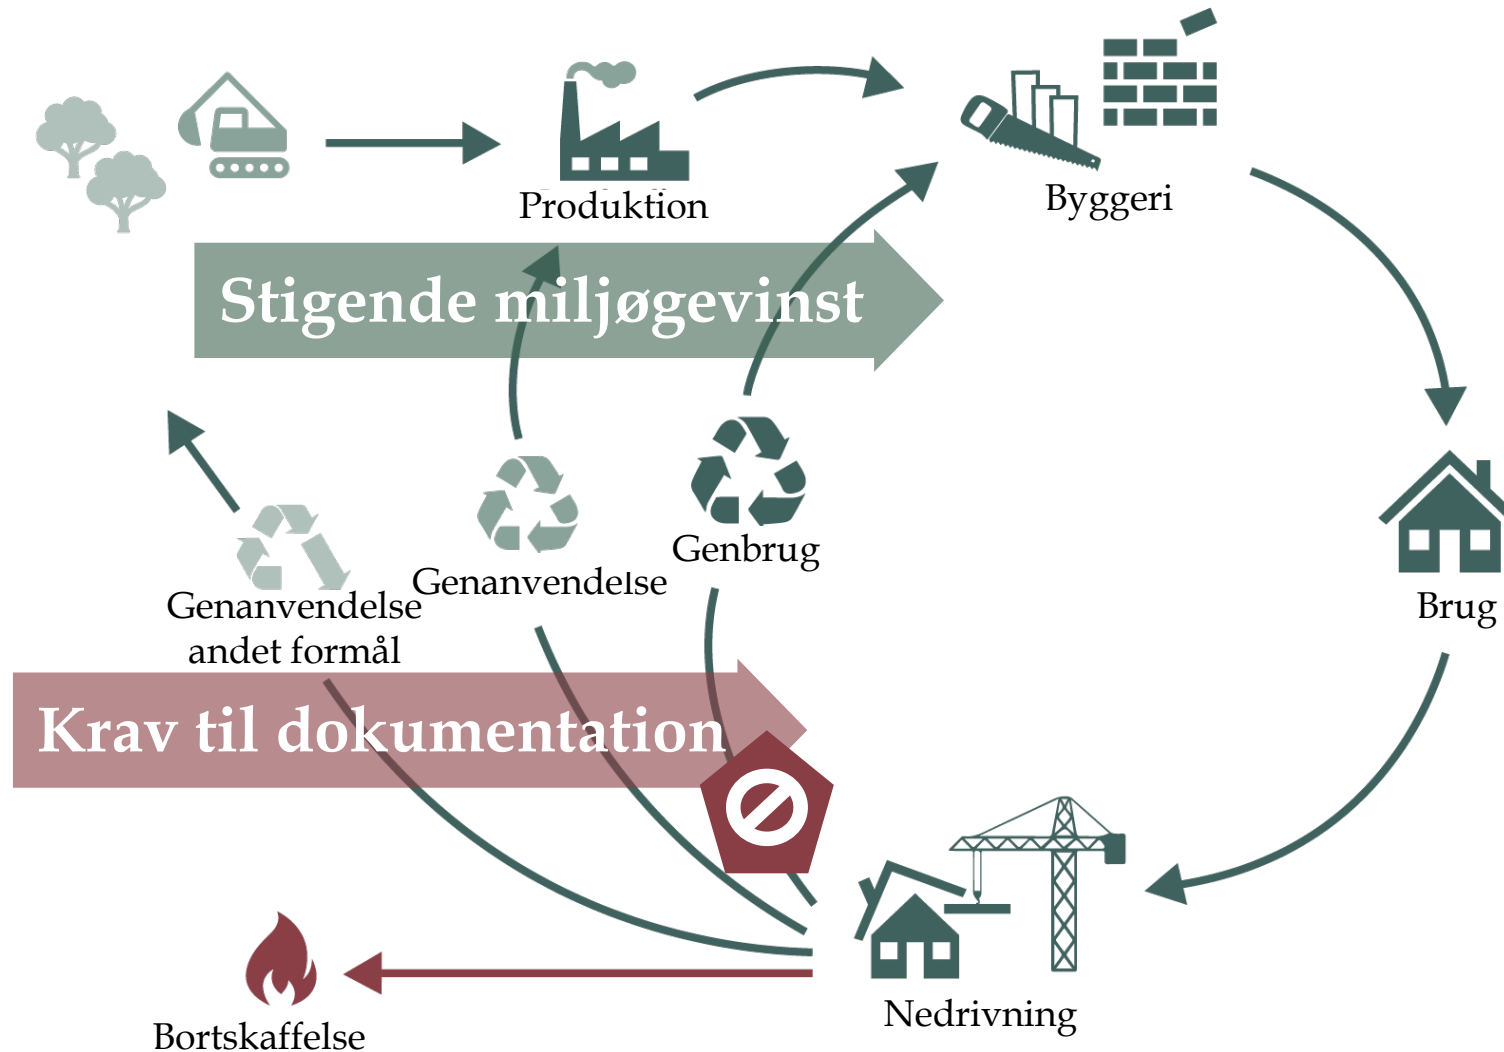 Produktion
Byggeri
Stigende miljøgevinst
Genbrug
Genanvendelse
Genanvendelse
andet formål
Brug
Krav til dokumentation
Nedrivning
Bortskaffelse